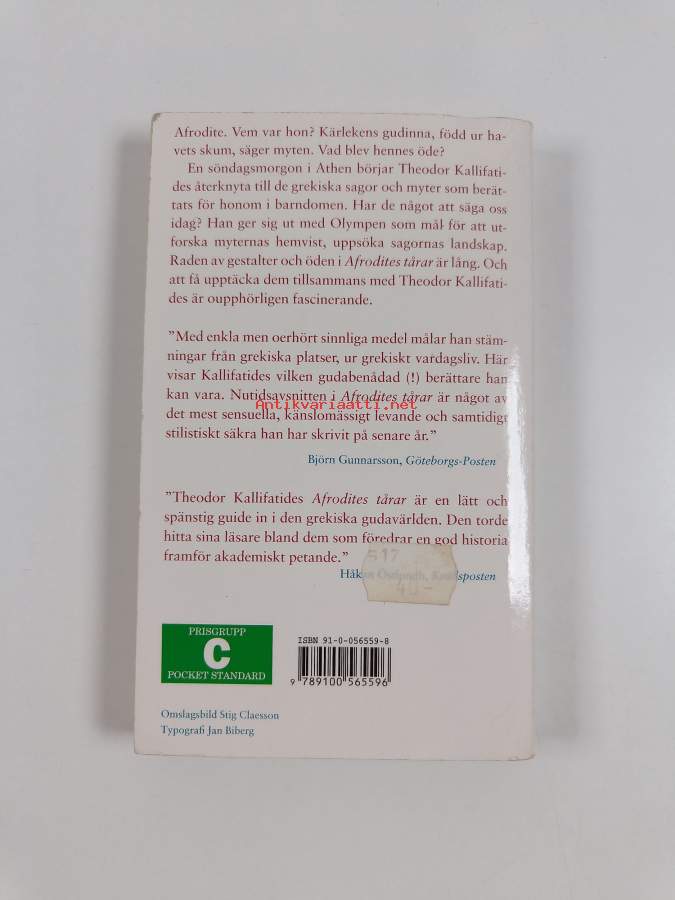 Afrodite. Vem var hon? Kärlekens gudinna, född ur ha-
vets skum, säger myten. Vad blev hennes öde?
En söndagsmorgon i Athen börjar Theodor Kallifati-
des återknyta till de grekiska sagor och myter som berät-
tats för honom i barndomen. Har de något att säga oss
idag? Han ger sig ut med Olympen som mål för att ut-
forska myternas hemvist, uppsöka sagornas landskap.
Raden av gestalter och öden i Afrodites tårar är lång. Och
att få upptäcka dem tillsammans med Theodor Kallifati-
des är oupphörligen fascinerande.
”Med enkla men oerhört sinnliga medel målar han stäm-
ningar från grekiska platser, ur grekiskt vardagsliv. Här
visar Kallifatides vilken gudabenådad (!) berättare han
kan vara. Nutidsavsnitten i Afrodites tårar är något av
Antikvariaatti.net
det mest sensuella, känslomässigt levande och samtidigt
stilistiskt säkra han har skrivit på senare år.”
Björn Gunnarsson, Göteborgs-Posten
”Theodor Kallifatides Afrodites tårar är en lätt och
spänstig guide in i den grekiska gudavärlden. Den torde
hitta sina läsare bland dem som föredrar en god historia
framför akademiskt petande.”
517
40-
PRISGRUPP
C
POCKET STANDARD
ISBN 91-0-056559-8
9 789100 565596
Omslagsbild Stig Claesson
Typografi Jan Biberg